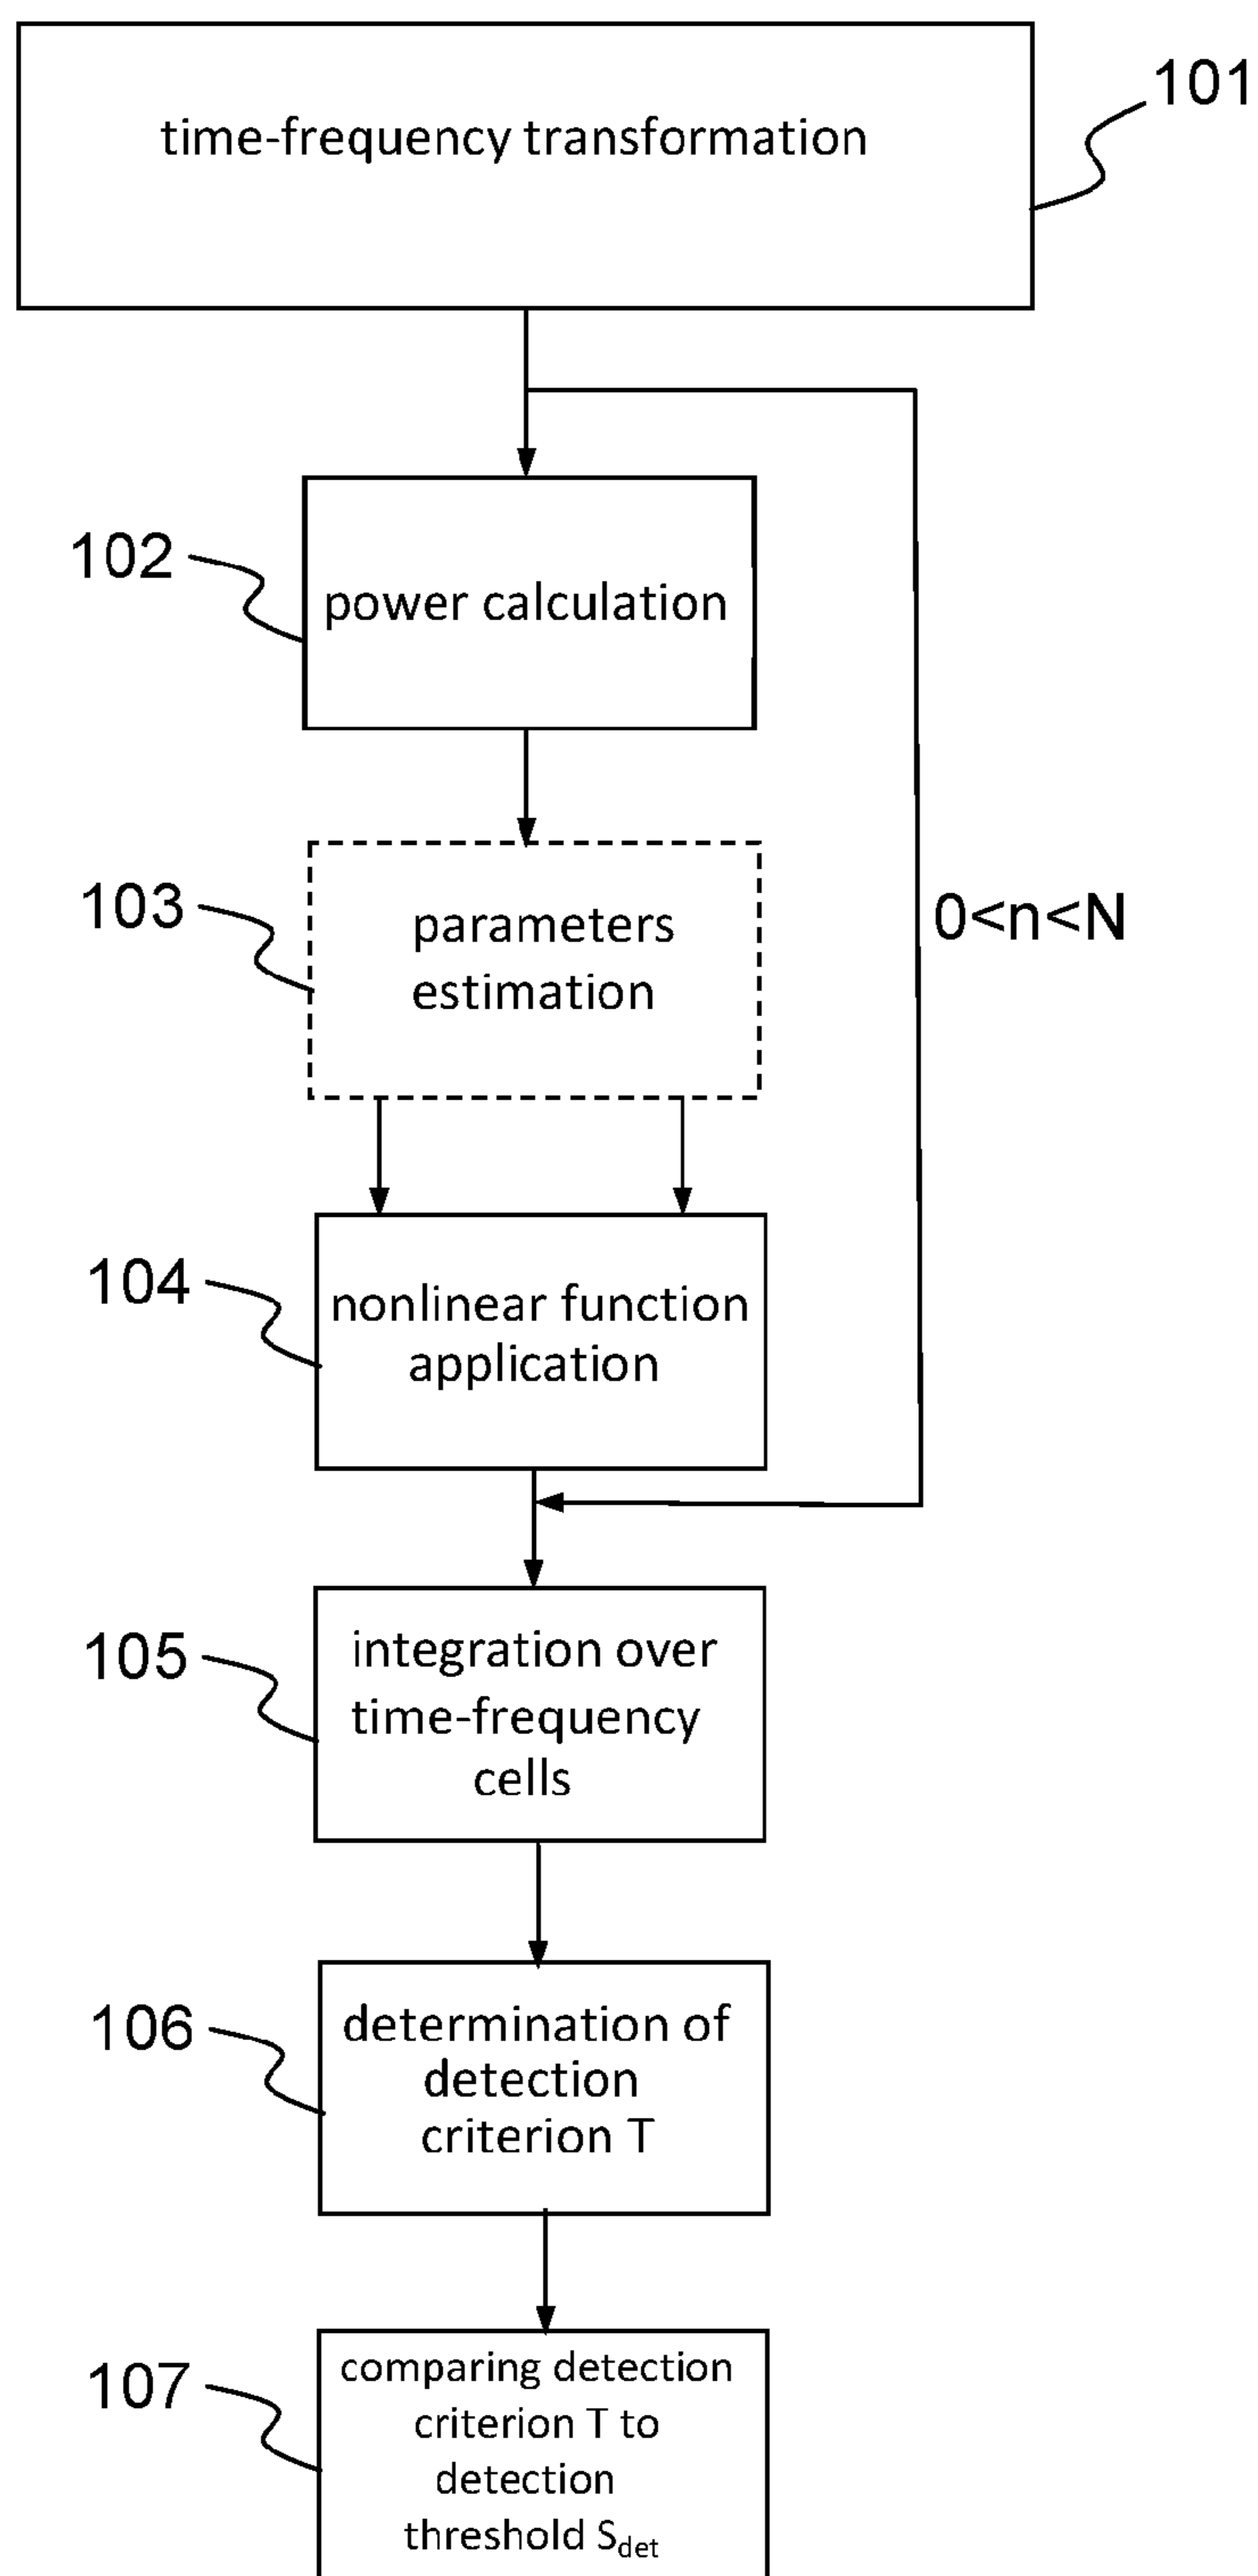 time-frequency transformation
101
102
power calculation
103
parameters
estimation
0<n<N
104
nonlinear function
application
105
integration over
time-frequency
cells
106
determination of
detection
criterion T
107
comparing detection
criterion T to
detection
threshold Sdet